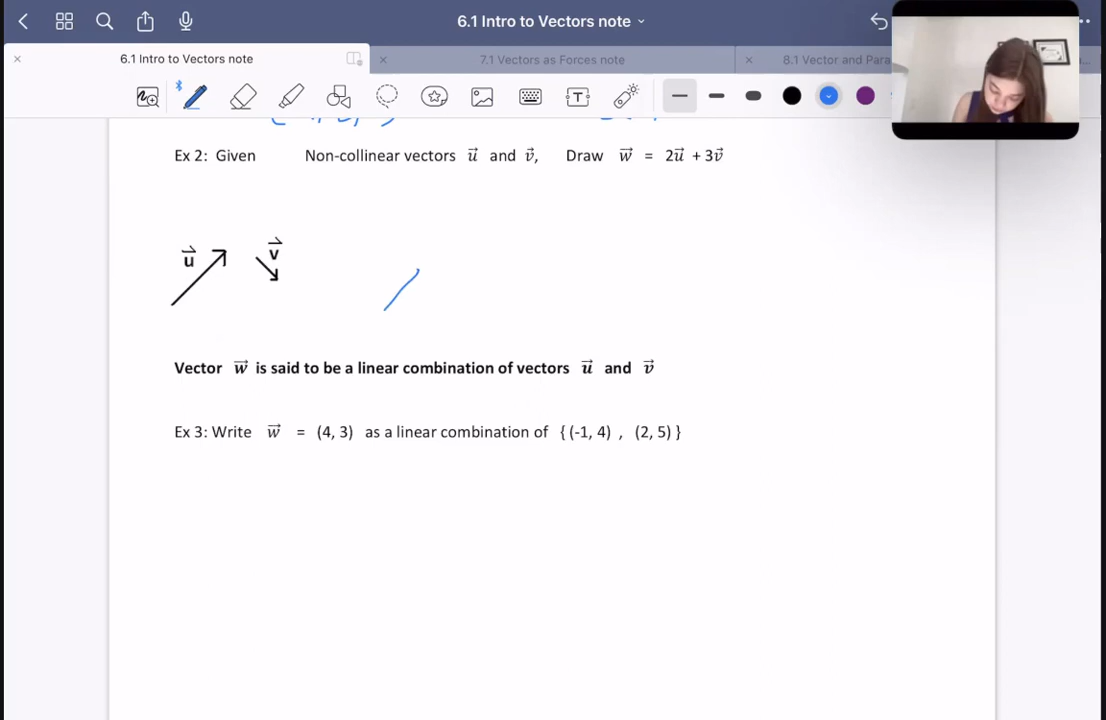 6.1 Intro to Vectors note
6.1 Intro to Vectors note
7.1 Vectors as Forces note
8.1 Vector and Para
T
Ex 2: Given Non-collinear vectors u⃗ and v⃗, Draw w⃗ = 2u⃗ + 3v⃗
u⃗ v⃗
Vector w⃗ is said to be a linear combination of vectors u⃗ and v⃗
Ex 3: Write w⃗ = (4, 3) as a linear combination of { (-1, 4) , (2, 5) }